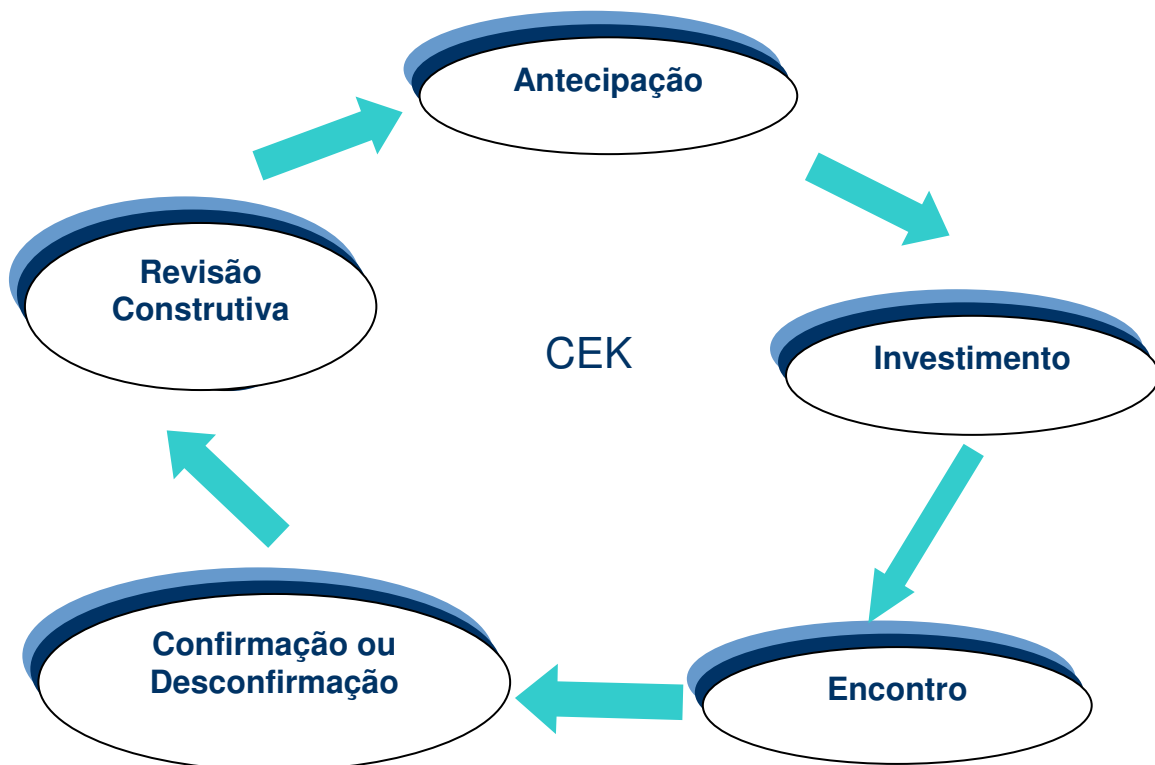 Antecipação
Revisão
Construtiva
CEK
Investimento
Confirmação ou
Desconfirmação
Encontro